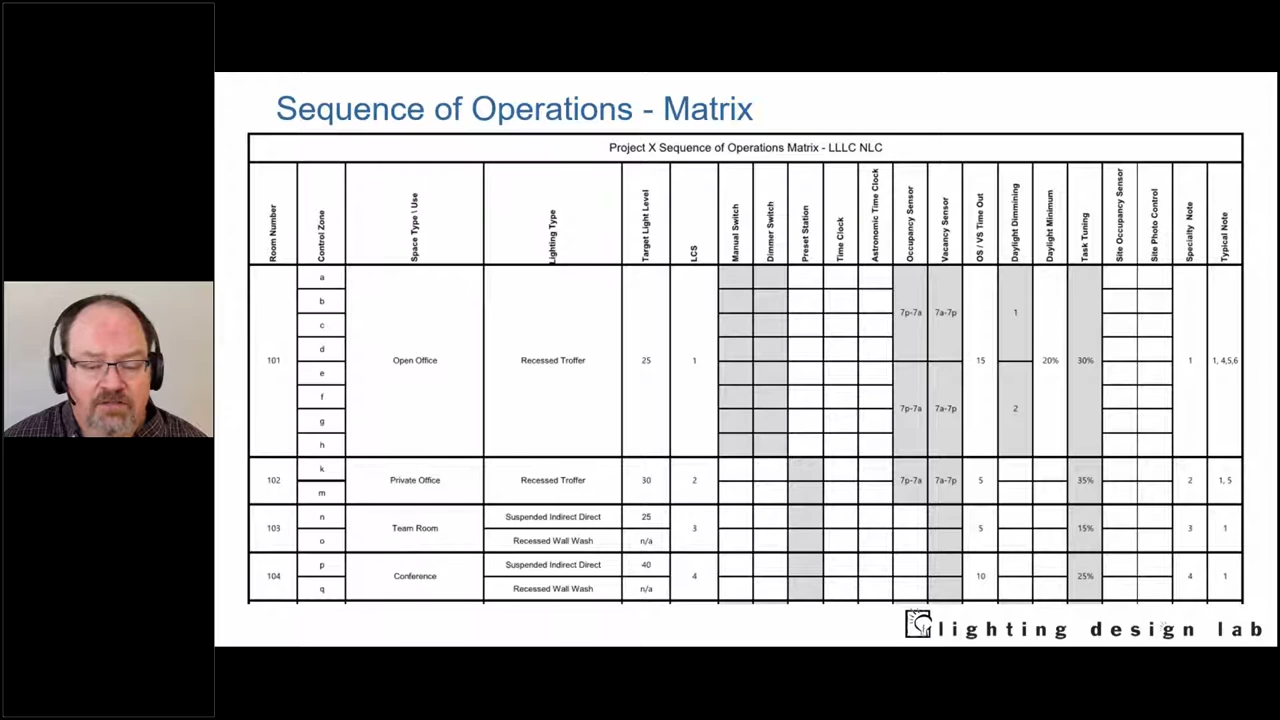 Sequence of Operations - Matrix
Project X Sequence of Operations Matrix - LLLC NLC
Room Number
Control Zone
Space Type \ Use
Lighting Type
Target Light Level
LCS
Manual Switch
Dimmer Switch
Preset Station
Time Clock
Astronomic Time Clock
Occupancy Sensor
Vacancy Sensor
OS / VS Time Out
Daylight Dimmining
Daylight Minimum
Task Tuning
Site Occupancy Sensor
Site Photo Control
Specialty Note
Typical Note
a
b
c
7p-7a 7a-7p 1
d
101 Open Office Recessed Troffer 25 1 15 20% 30% 1 1, 4,5,6
e
f
7p-7a 7a-7p 2
g
h
k
102 Private Office Recessed Troffer 30 2 7p-7a 7a-7p 5 35% 2 1, 5
m
n Suspended Indirect Direct 25
103 Team Room 3 5 15% 3 1
o Recessed Wall Wash n/a
p Suspended Indirect Direct 40
104 Conference 4 10 25% 4 1
q Recessed Wall Wash n/a
lighting design lab